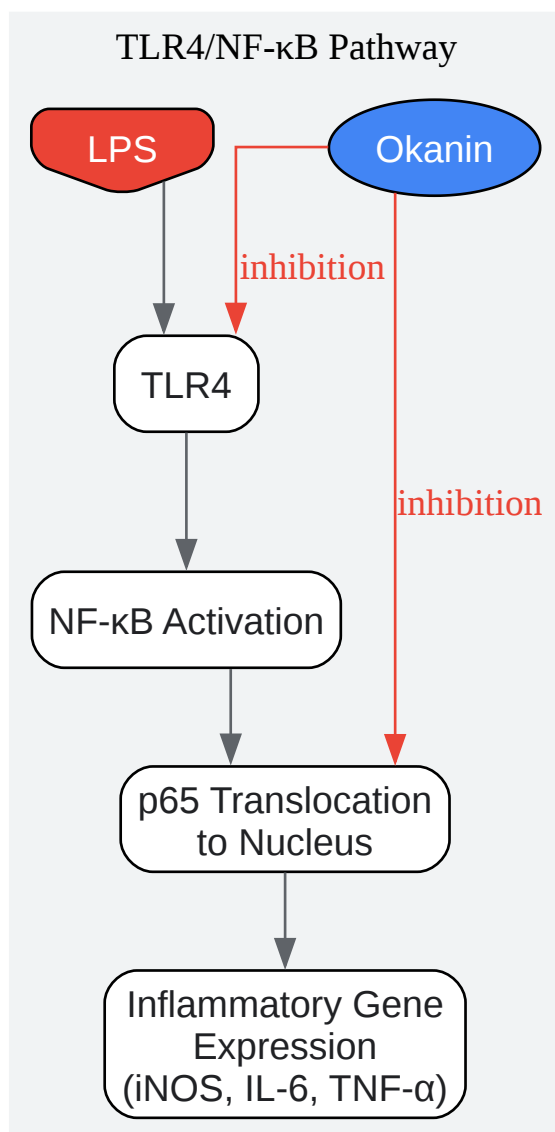 TLR4/NF-κB Pathway
LPS
Okanin
inhibition
TLR4
inhibition
NF-κB Activation
p65 Translocation
to Nucleus
Inflammatory Gene
Expression
(iNOS, IL-6, TNF-α)